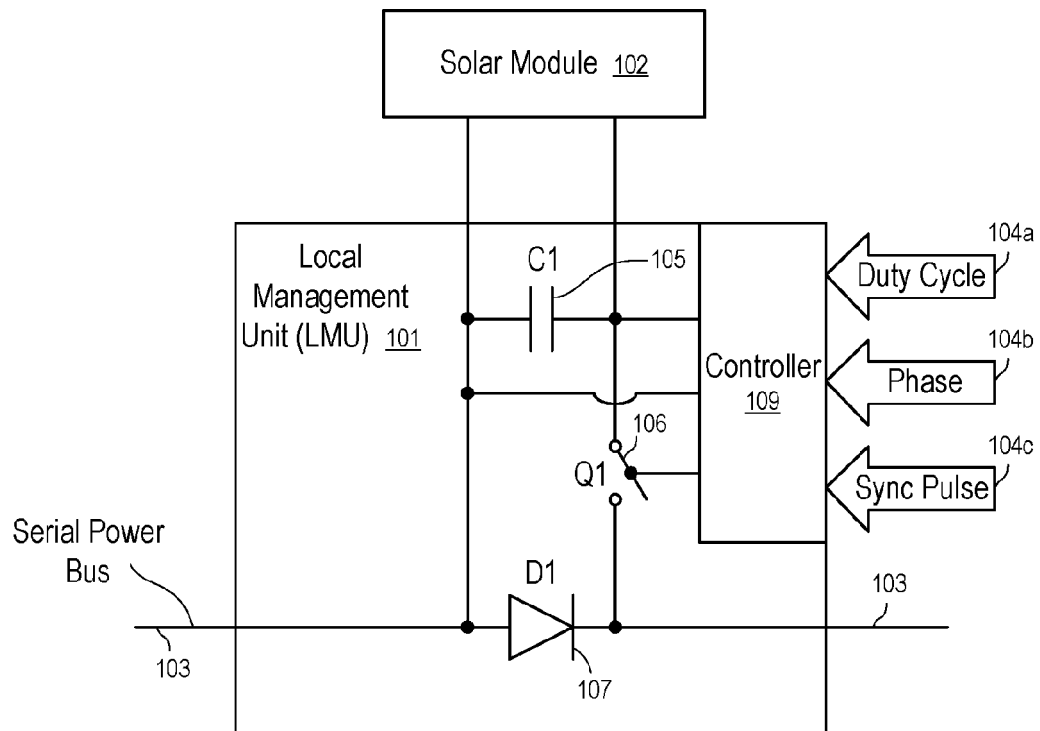 Solar Module 102
Local
Management
Unit (LMU) 101
C1
105
104a
Duty Cycle
Controller
109
104b
Phase
106
Q1
104c
Sync Pulse
Serial Power
Bus
D1
103
107
103